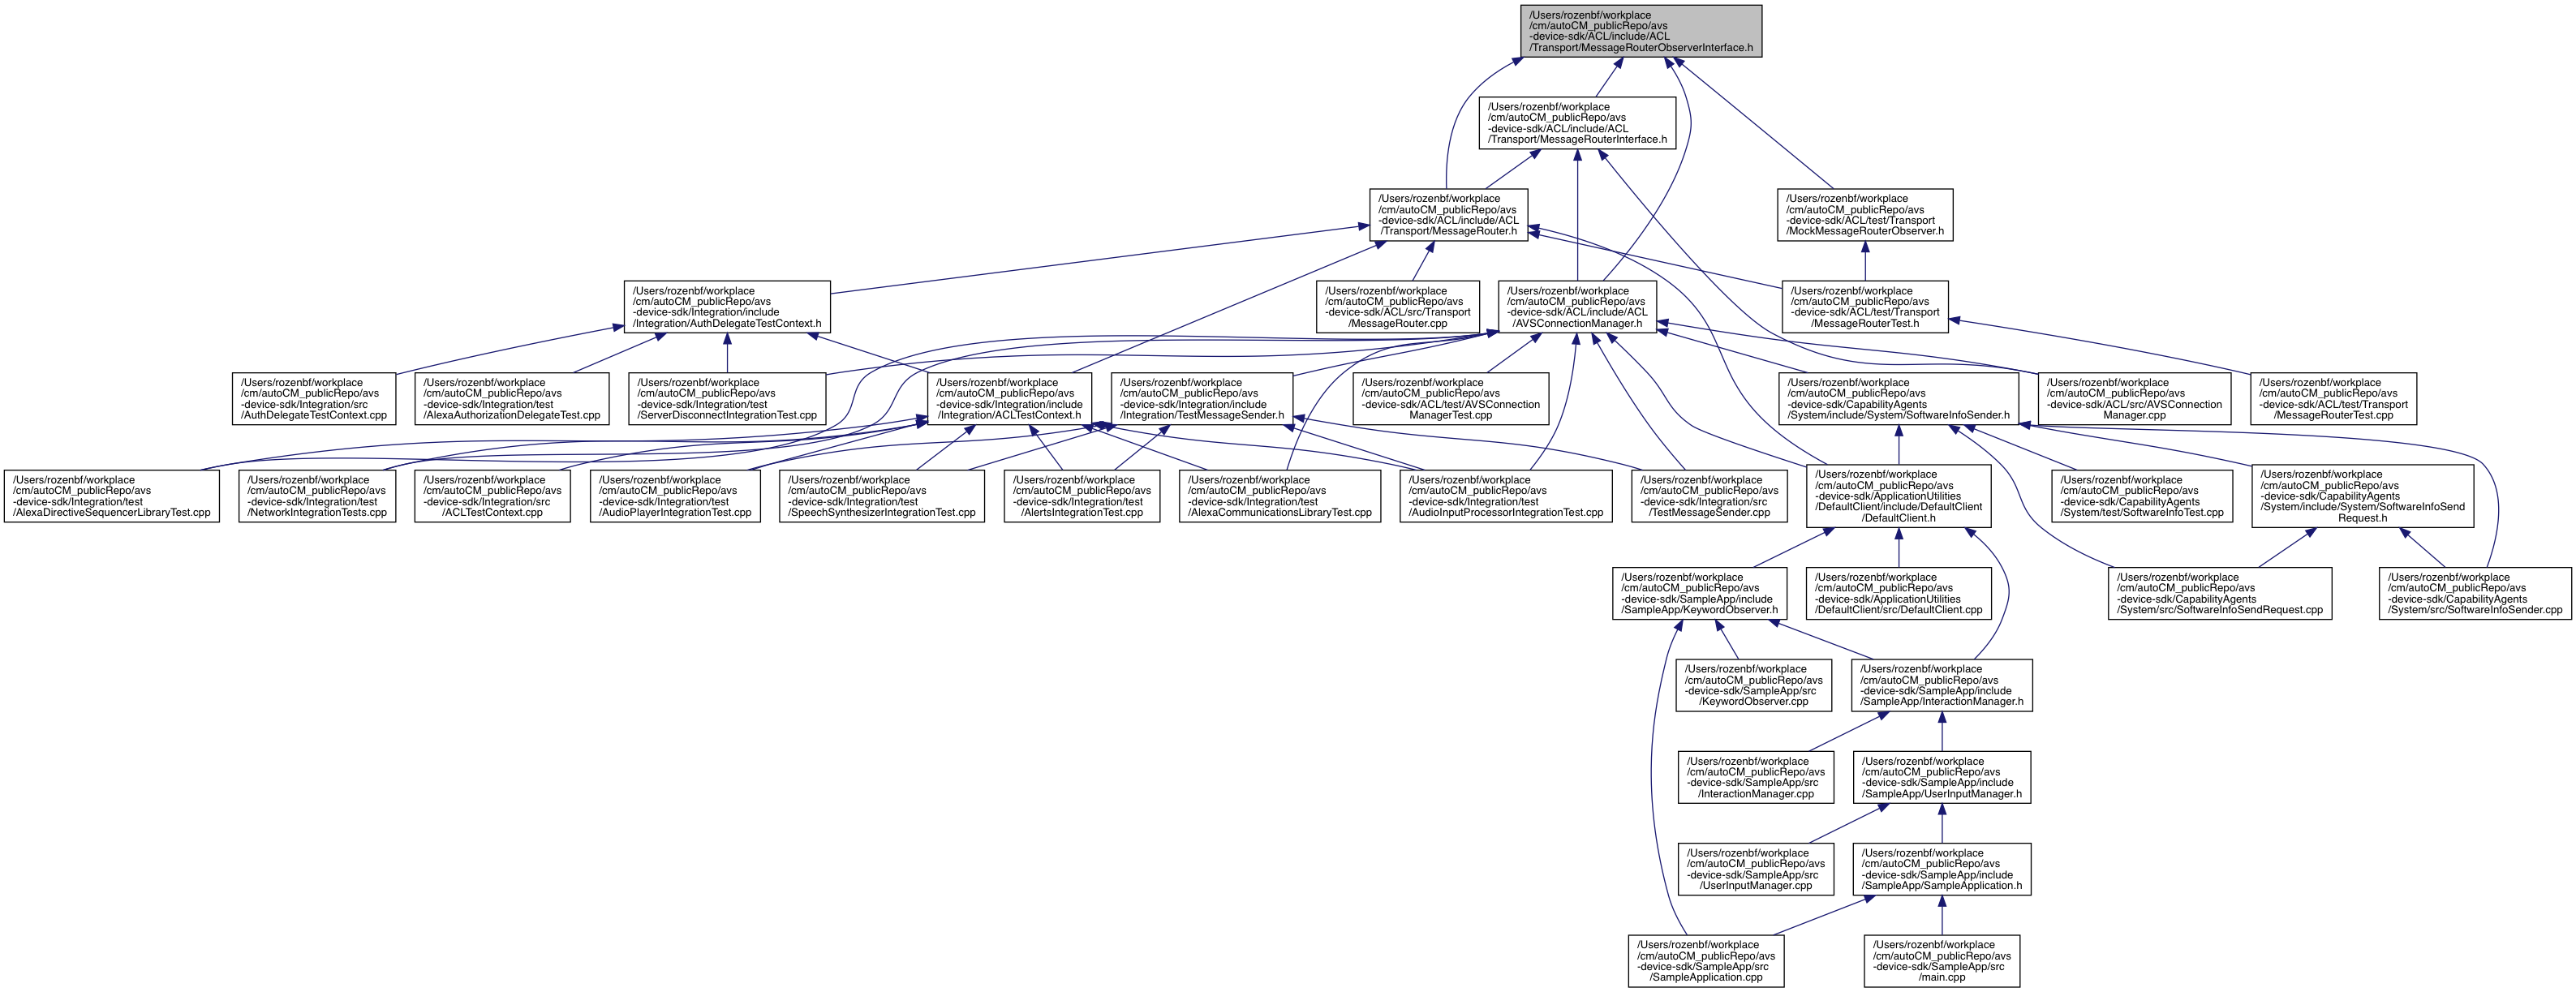 /Users/rozenbf/workplace
/cm/autoCM_publicRepo/avs
-device-sdk/ACL/include/ACL
/Transport/MessageRouterObserverInterface.h
/Users/rozenbf/workplace
/cm/autoCM_publicRepo/avs
-device-sdk/ACL/include/ACL
/Transport/MessageRouterInterface.h
/Users/rozenbf/workplace
/cm/autoCM_publicRepo/avs
-device-sdk/ACL/include/ACL
/Transport/MessageRouter.h
/Users/rozenbf/workplace
/cm/autoCM_publicRepo/avs
-device-sdk/ACL/test/Transport
/MockMessageRouterObserver.h
/Users/rozenbf/workplace
/cm/autoCM_publicRepo/avs
-device-sdk/Integration/include
/Integration/AuthDelegateTestContext.h
/Users/rozenbf/workplace
/cm/autoCM_publicRepo/avs
-device-sdk/ACL/src/Transport
/MessageRouter.cpp
/Users/rozenbf/workplace
/cm/autoCM_publicRepo/avs
-device-sdk/ACL/include/ACL
/AVSConnectionManager.h
/Users/rozenbf/workplace
/cm/autoCM_publicRepo/avs
-device-sdk/ACL/test/Transport
/MessageRouterTest.h
/Users/rozenbf/workplace
/cm/autoCM_publicRepo/avs
-device-sdk/Integration/src
/AuthDelegateTestContext.cpp
/Users/rozenbf/workplace
/cm/autoCM_publicRepo/avs
-device-sdk/Integration/test
/AlexaAuthorizationDelegateTest.cpp
/Users/rozenbf/workplace
/cm/autoCM_publicRepo/avs
-device-sdk/Integration/test
/ServerDisconnectIntegrationTest.cpp
/Users/rozenbf/workplace
/cm/autoCM_publicRepo/avs
-device-sdk/Integration/include
/Integration/ACLTestContext.h
/Users/rozenbf/workplace
/cm/autoCM_publicRepo/avs
-device-sdk/Integration/include
/Integration/TestMessageSender.h
/Users/rozenbf/workplace
/cm/autoCM_publicRepo/avs
-device-sdk/ACL/test/AVSConnection
ManagerTest.cpp
/Users/rozenbf/workplace
/cm/autoCM_publicRepo/avs
-device-sdk/CapabilityAgents
/System/include/System/SoftwareInfoSender.h
/Users/rozenbf/workplace
/cm/autoCM_publicRepo/avs
-device-sdk/ACL/src/AVSConnection
Manager.cpp
/Users/rozenbf/workplace
/cm/autoCM_publicRepo/avs
-device-sdk/ACL/test/Transport
/MessageRouterTest.cpp
/Users/rozenbf/workplace
/cm/autoCM_publicRepo/avs
-device-sdk/Integration/test
/AlexaDirectiveSequencerLibraryTest.cpp
/Users/rozenbf/workplace
/cm/autoCM_publicRepo/avs
-device-sdk/Integration/test
/NetworkIntegrationTests.cpp
/Users/rozenbf/workplace
/cm/autoCM_publicRepo/avs
-device-sdk/Integration/src
/ACLTestContext.cpp
/Users/rozenbf/workplace
/cm/autoCM_publicRepo/avs
-device-sdk/Integration/test
/AudioPlayerIntegrationTest.cpp
/Users/rozenbf/workplace
/cm/autoCM_publicRepo/avs
-device-sdk/Integration/test
/SpeechSynthesizerIntegrationTest.cpp
/Users/rozenbf/workplace
/cm/autoCM_publicRepo/avs
-device-sdk/Integration/test
/AlertsIntegrationTest.cpp
/Users/rozenbf/workplace
/cm/autoCM_publicRepo/avs
-device-sdk/Integration/test
/AlexaCommunicationsLibraryTest.cpp
/Users/rozenbf/workplace
/cm/autoCM_publicRepo/avs
-device-sdk/Integration/test
/AudioInputProcessorIntegrationTest.cpp
/Users/rozenbf/workplace
/cm/autoCM_publicRepo/avs
-device-sdk/Integration/src
/TestMessageSender.cpp
/Users/rozenbf/workplace
/cm/autoCM_publicRepo/avs
-device-sdk/ApplicationUtilities
/DefaultClient/include/DefaultClient
/DefaultClient.h
/Users/rozenbf/workplace
/cm/autoCM_publicRepo/avs
-device-sdk/CapabilityAgents
/System/test/SoftwareInfoTest.cpp
/Users/rozenbf/workplace
/cm/autoCM_publicRepo/avs
-device-sdk/CapabilityAgents
/System/include/System/SoftwareInfoSend
Request.h
/Users/rozenbf/workplace
/cm/autoCM_publicRepo/avs
-device-sdk/SampleApp/include
/SampleApp/KeywordObserver.h
/Users/rozenbf/workplace
/cm/autoCM_publicRepo/avs
-device-sdk/ApplicationUtilities
/DefaultClient/src/DefaultClient.cpp
/Users/rozenbf/workplace
/cm/autoCM_publicRepo/avs
-device-sdk/CapabilityAgents
/System/src/SoftwareInfoSendRequest.cpp
/Users/rozenbf/workplace
/cm/autoCM_publicRepo/avs
-device-sdk/CapabilityAgents
/System/src/SoftwareInfoSender.cpp
/Users/rozenbf/workplace
/cm/autoCM_publicRepo/avs
-device-sdk/SampleApp/src
/KeywordObserver.cpp
/Users/rozenbf/workplace
/cm/autoCM_publicRepo/avs
-device-sdk/SampleApp/include
/SampleApp/InteractionManager.h
/Users/rozenbf/workplace
/cm/autoCM_publicRepo/avs
-device-sdk/SampleApp/src
/InteractionManager.cpp
/Users/rozenbf/workplace
/cm/autoCM_publicRepo/avs
-device-sdk/SampleApp/include
/SampleApp/UserInputManager.h
/Users/rozenbf/workplace
/cm/autoCM_publicRepo/avs
-device-sdk/SampleApp/src
/UserInputManager.cpp
/Users/rozenbf/workplace
/cm/autoCM_publicRepo/avs
-device-sdk/SampleApp/include
/SampleApp/SampleApplication.h
/Users/rozenbf/workplace
/cm/autoCM_publicRepo/avs
-device-sdk/SampleApp/src
/SampleApplication.cpp
/Users/rozenbf/workplace
/cm/autoCM_publicRepo/avs
-device-sdk/SampleApp/src
/main.cpp